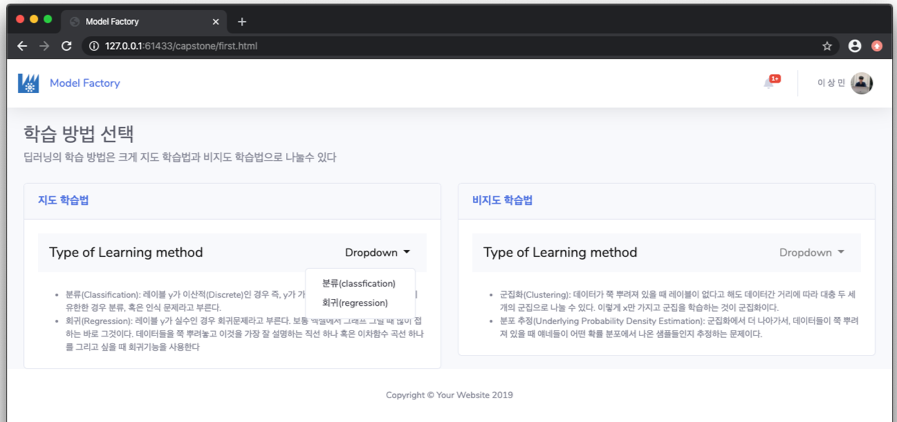 Model Factory
127.0.0.1:61433/capstone/first.html
Model Factory
1+
이 상 민
학습 방법 선택
딥러닝의 학습 방법은 크게 지도 학습법과 비지도 학습법으로 나눌수 있다
지도 학습법
Type of Learning method
Dropdown
분류(classfication)
회귀(regression)
분류(Classification): 레이블 y가 이산적(Discrete)인 경우 즉, y가 가
유한한 경우 분류, 혹은 인식 문제라고 부른다.
회귀(Regression): 레이블 y가 실수인 경우 회귀문제라고 부른다. 보통 엑셀에서 그래프 그릴 때 많이 접
하는 바로 그것이다. 데이터들을 쭉 뿌려놓고 이것을 가장 잘 설명하는 직선 하나 혹은 이차함수 곡선 하나
를 그리고 싶을 때 회귀기능을 사용한다
비지도 학습법
Type of Learning method
Dropdown
군집화(Clustering): 데이터가 쭉 뿌려져 있을 때 레이블이 없다고 해도 데이터간 거리에 따라 대충 두 세
개의 군집으로 나눌 수 있다. 이렇게 x만 가지고 군집을 학습하는 것이 군집화이다.
분포 추정(Underlying Probability Density Estimation): 군집화에서 더 나아가서, 데이터들이 쭉 뿌려
져 있을 때 얘네들이 어떤 확률 분포에서 나온 샘플들인지 추정하는 문제이다.
Copyright © Your Website 2019